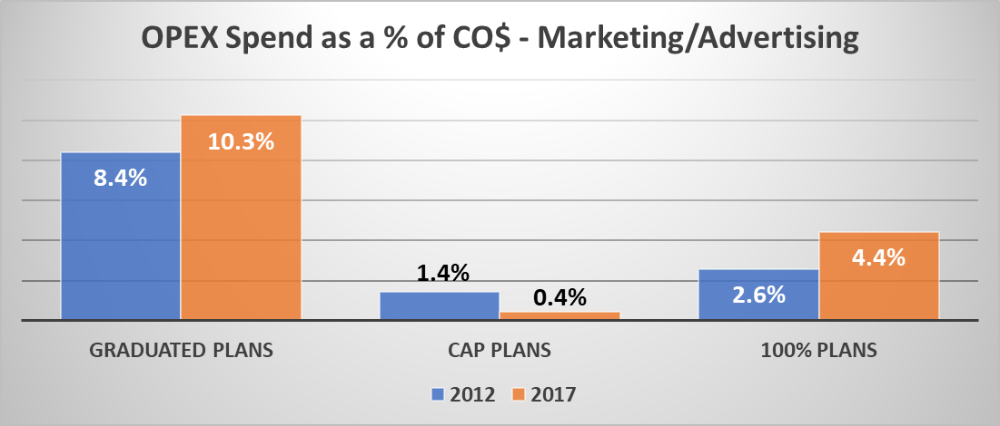 OPEX Spend as a % of CO$ - Marketing/Advertising
10.3%
8.4%
1.4%
0.4%
4.4%
2.6%
GRADUATED PLANS
CAP PLANS
100% PLANS
2012 2017